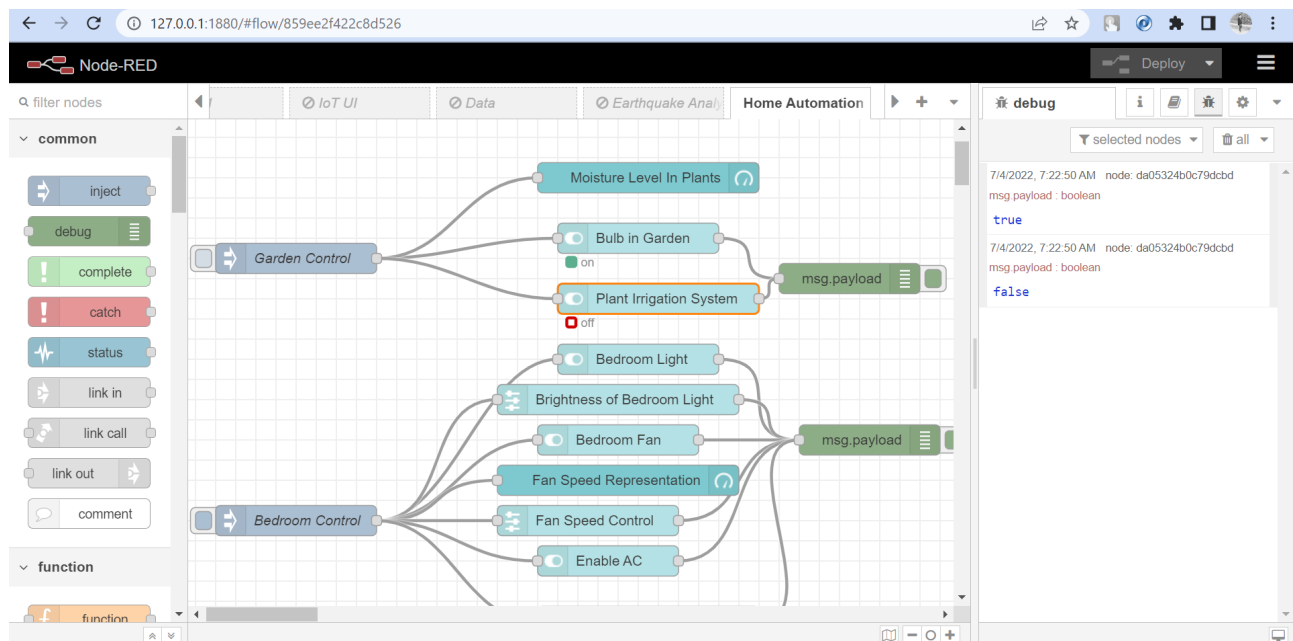 127.0.0.1:1880/#flow/859ee2f422c8d526
Node-RED
Deploy
filter nodes
IoT UI
Data
Earthquake Analy
Home Automation
debug
i
common
selected nodes
all
inject
debug
complete
catch
status
link in
link call
link out
comment
function
function
Moisture Level In Plants
Garden Control
Bulb in Garden
on
Plant Irrigation System
off
msg.payload
Bedroom Light
Brightness of Bedroom Light
Bedroom Fan
msg.payload
Fan Speed Representation
Bedroom Control
Fan Speed Control
Enable AC
7/4/2022, 7:22:50 AM node: da05324b0c79dcbd
msg.payload : boolean
true
7/4/2022, 7:22:50 AM node: da05324b0c79dcbd
msg.payload : boolean
false